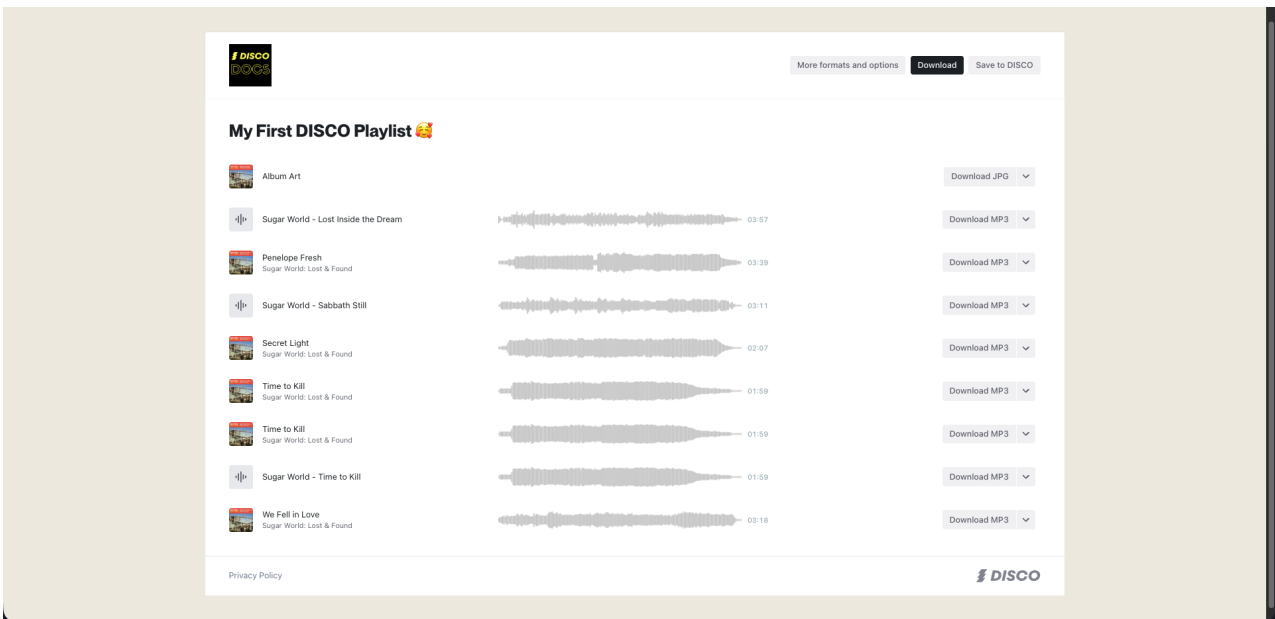 DISCO
DOCS
More formats and options
Download
Save to DISCO
My First DISCO Playlist 🥰
Album Art
Download JPG
Sugar World - Lost Inside the Dream
03:57
Download MP3
Penelope Fresh
Sugar World: Lost & Found
03:39
Download MP3
Sugar World - Sabbath Still
03:11
Download MP3
Secret Light
Sugar World: Lost & Found
02:07
Download MP3
Time to Kill
Sugar World: Lost & Found
01:59
Download MP3
Time to Kill
Sugar World: Lost & Found
01:59
Download MP3
Sugar World - Time to Kill
01:59
Download MP3
We Fell in Love
Sugar World: Lost & Found
03:18
Download MP3
Privacy Policy
DISCO